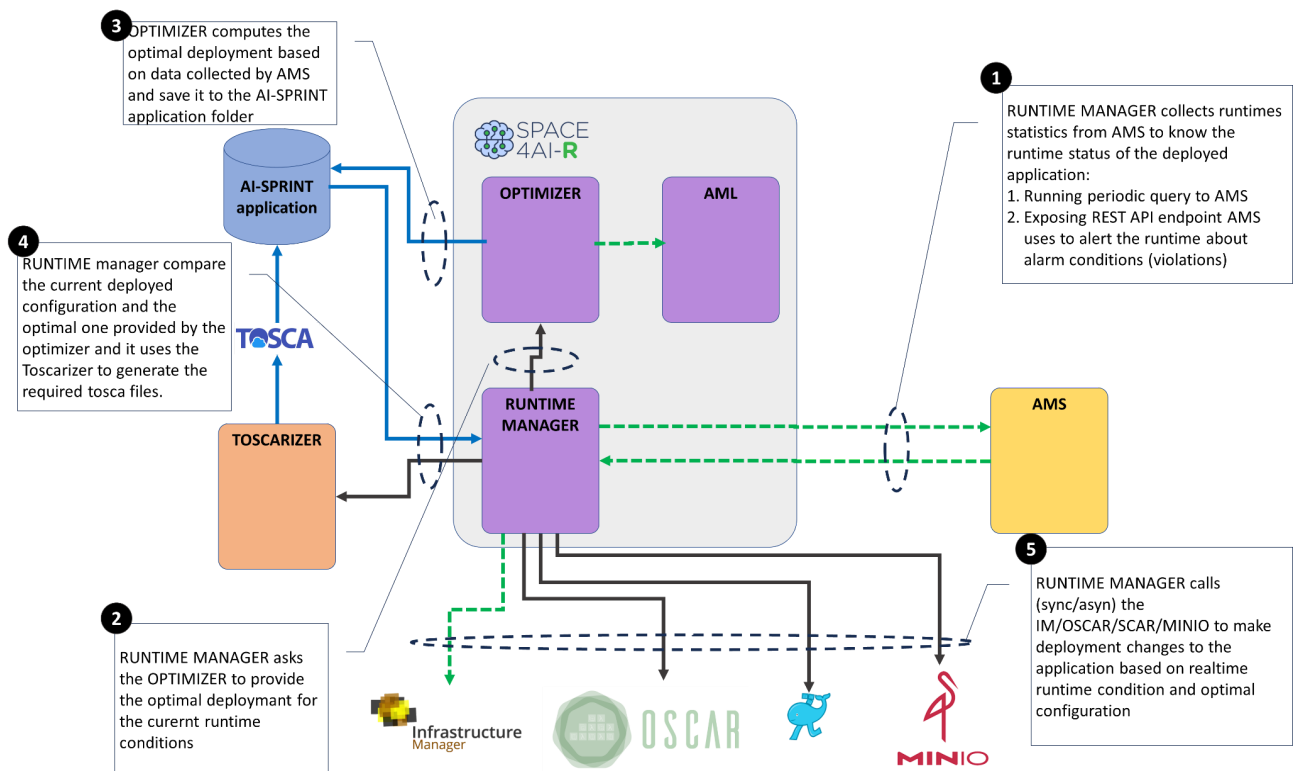 3
OPTIMIZER computes the
optimal deployment based
on data collected by AMS
and save it to the AI-SPRINT
application folder
1
RUNTIME MANAGER collects runtimes
statistics from AMS to know the
runtime status of the deployed
application:
1. Running periodic query to AMS
2. Exposing REST API endpoint AMS
uses to alert the runtime about
alarm conditions (violations)
SPACE
4AI-R
AI-SPRINT
application
OPTIMIZER
AML
4
RUNTIME manager compare
the current deployed
configuration and the
optimal one provided by the
optimizer and it uses the
Toscarizer to generate the
required tosca files.
TOSCA
RUNTIME
MANAGER
AMS
TOSCARIZER
5
RUNTIME MANAGER calls
(sync/asyn) the
IM/OSCAR/SCAR/MINIO to make
deployment changes to the
application based on realtime
runtime condition and optimal
configuration
2
RUNTIME MANAGER asks
the OPTIMIZER to provide
the optimal deploymant for
the curernt runtime
conditions
Infrastructure
Manager
OSCAR
MINIO